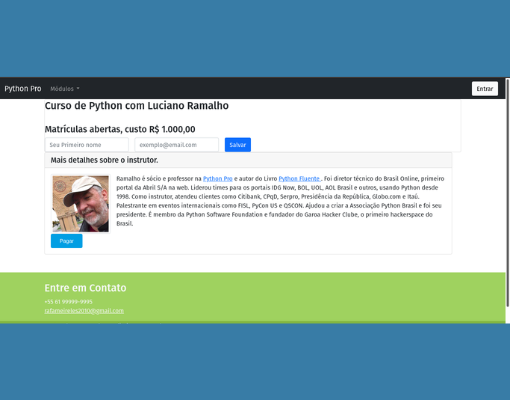 Python Pro Módulos Entrar
Curso de Python com Luciano Ramalho
Matrículas abertas, custo R$ 1.000,00
Seu Primeiro nome exemplo@email.com Salvar
Mais detalhes sobre o instrutor.
Ramalho é sócio e professor na Python Pro e autor do Livro Python Fluente . Foi diretor técnico do Brasil Online, primeiro
portal da Abril S/A na web. Liderou times para os portais IDG Now, BOL, UOL, AOL Brasil e outros, usando Python desde
1998. Como instrutor, atendeu clientes como Citibank, CPqD, Serpro, Presidência da República, Globo.com e Itaú.
Palestrante em eventos internacionais como FISL, PyCon US e QSCON. Ajudou a criar a Associação Python Brasil e foi seu
presidente. É membro da Python Software Foundation e fundador do Garoa Hacker Clube, o primeiro hackerspace do
Brasil.
Pagar
Entre em Contato
+55 61 99999-9995